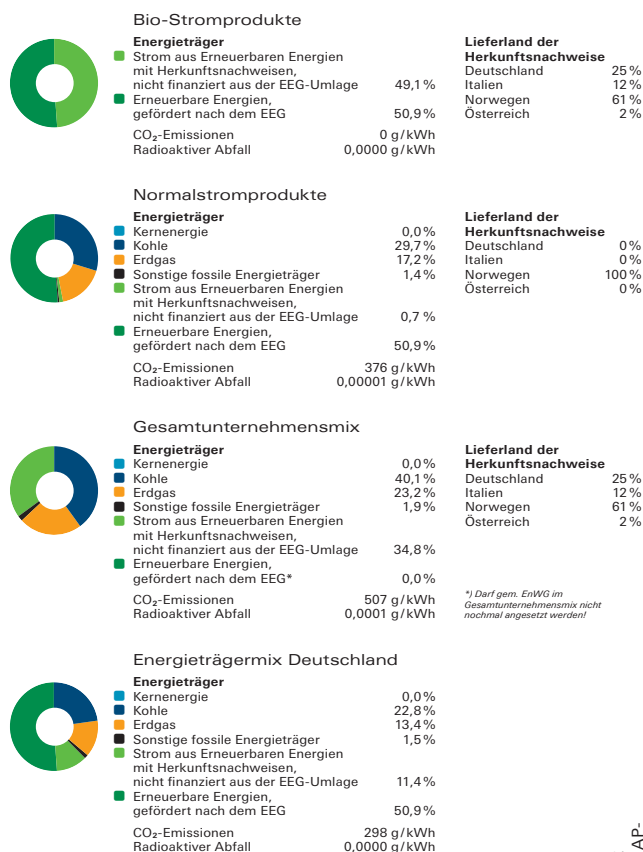 Bio-Stromprodukte
Energieträger
Strom aus Erneuerbaren Energien
mit Herkunftsnachweisen,
nicht finanziert aus der EEG-Umlage 49,1 %
Erneuerbare Energien,
gefördert nach dem EEG 50,9 %
CO₂-Emissionen 0 g/kWh
Radioaktiver Abfall 0,0000 g/kWh
Lieferland der
Herkunftsnachweise
Deutschland 25 %
Italien 12 %
Norwegen 61 %
Österreich 2 %
Normalstromprodukte
Energieträger
Kernenergie 0,0 %
Kohle 29,7 %
Erdgas 17,2 %
Sonstige fossile Energieträger 1,4 %
Strom aus Erneuerbaren Energien
mit Herkunftsnachweisen,
nicht finanziert aus der EEG-Umlage 0,7 %
Erneuerbare Energien,
gefördert nach dem EEG 50,9 %
CO₂-Emissionen 376 g/kWh
Radioaktiver Abfall 0,00001 g/kWh
Lieferland der
Herkunftsnachweise
Deutschland 0 %
Italien 0 %
Norwegen 100 %
Österreich 0 %
Gesamtunternehmensmix
Energieträger
Kernenergie 0,0 %
Kohle 40,1 %
Erdgas 23,2 %
Sonstige fossile Energieträger 1,9 %
Strom aus Erneuerbaren Energien
mit Herkunftsnachweisen,
nicht finanziert aus der EEG-Umlage 34,8 %
Erneuerbare Energien,
gefördert nach dem EEG* 0,0 %
CO₂-Emissionen 507 g/kWh
Radioaktiver Abfall 0,0001 g/kWh
Lieferland der
Herkunftsnachweise
Deutschland 25 %
Italien 12 %
Norwegen 61 %
Österreich 2 %
*) Darf gem. EnWG im
Gesamtunternehmensmix nicht
nochmal angesetzt werden!
Energieträgermix Deutschland
Energieträger
Kernenergie 0,0 %
Kohle 22,8 %
Erdgas 13,4 %
Sonstige fossile Energieträger 1,5 %
Strom aus Erneuerbaren Energien
mit Herkunftsnachweisen,
nicht finanziert aus der EEG-Umlage 11,4 %
Erneuerbare Energien,
gefördert nach dem EEG 50,9 %
CO₂-Emissionen 298 g/kWh
Radioaktiver Abfall 0,0000 g/kWh
AP-